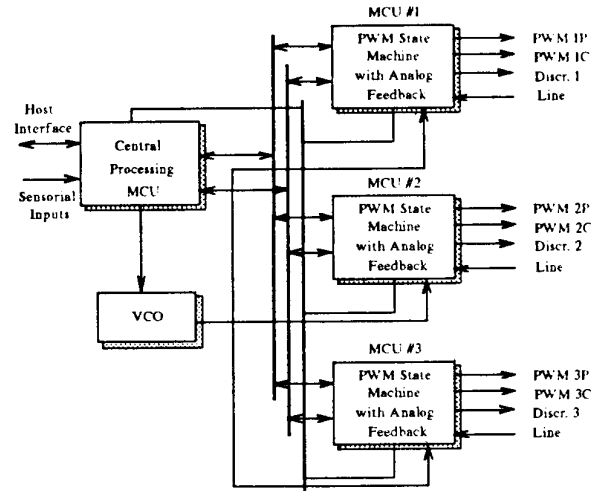 MCU #1
PWM State
Machine
with Analog
Feedback
PWM 1P
PWM 1C
Discr. 1
Line
Host
Interface
Central
Processing
MCU
Sensorial
Inputs
VCO
MCU #2
PWM State
Machine
with Analog
Feedback
PWM 2P
PWM 2C
Discr. 2
Line
MCU #3
PWM State
Machine
with Analog
Feedback
PWM 3P
PWM 3C
Discr. 3
Line